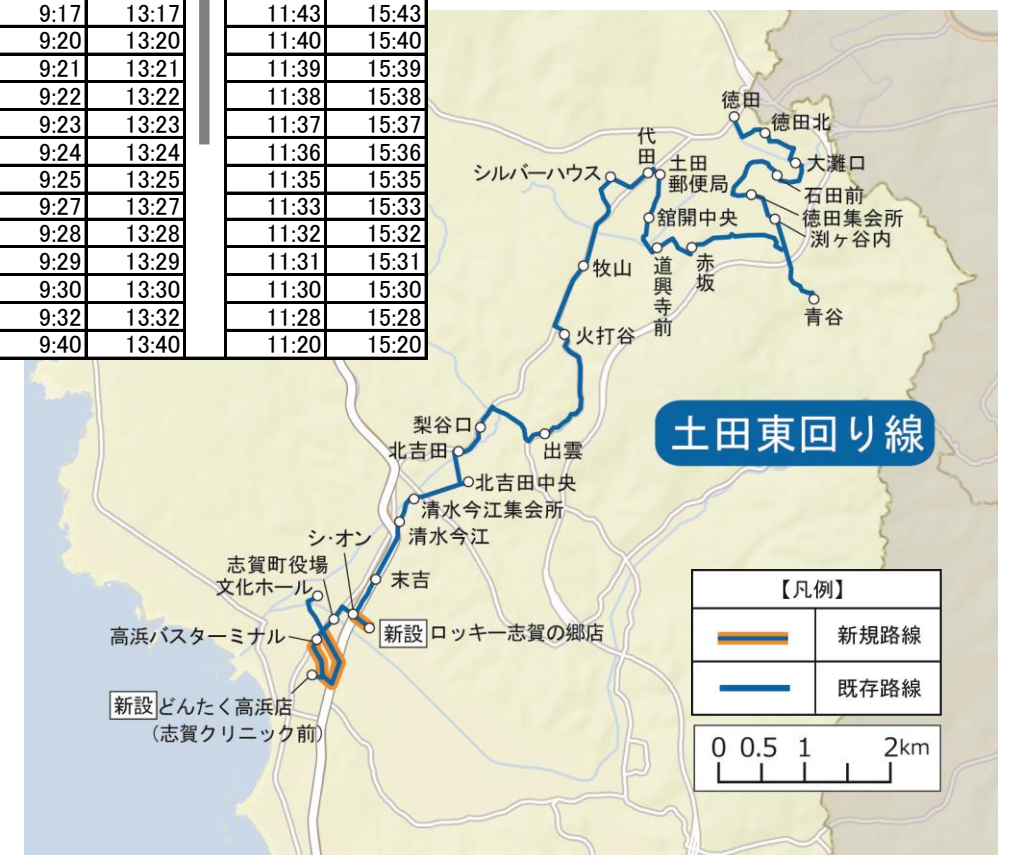 9:17 13:17 11:43 15:43
9:20 13:20 11:40 15:40
9:21 13:21 11:39 15:39
9:22 13:22 11:38 15:38
9:23 13:23 11:37 15:37
9:24 13:24 11:36 15:36
9:25 13:25 11:35 15:35
9:27 13:27 11:33 15:33
9:28 13:28 11:32 15:32
9:29 13:29 11:31 15:31
9:30 13:30 11:30 15:30
9:32 13:32 11:28 15:28
9:40 13:40 11:20 15:20
徳田
徳田北
大灘口
石田前
徳田集会所
渕ヶ谷内
青谷
代田
土田
郵便局
シルバーハウス
舘開中央
道興寺前
赤坂
牧山
火打谷
梨谷口
北吉田
出雲
北吉田中央
清水今江集会所
清水今江
シ・オン
末吉
志賀町役場
文化ホール
高浜バスターミナル
新設 ロッキー志賀の郷店
新設 どんたく高浜店
(志賀クリニック前)
土田東回り線
【凡例】
新規路線
既存路線
0 0.5 1 2km